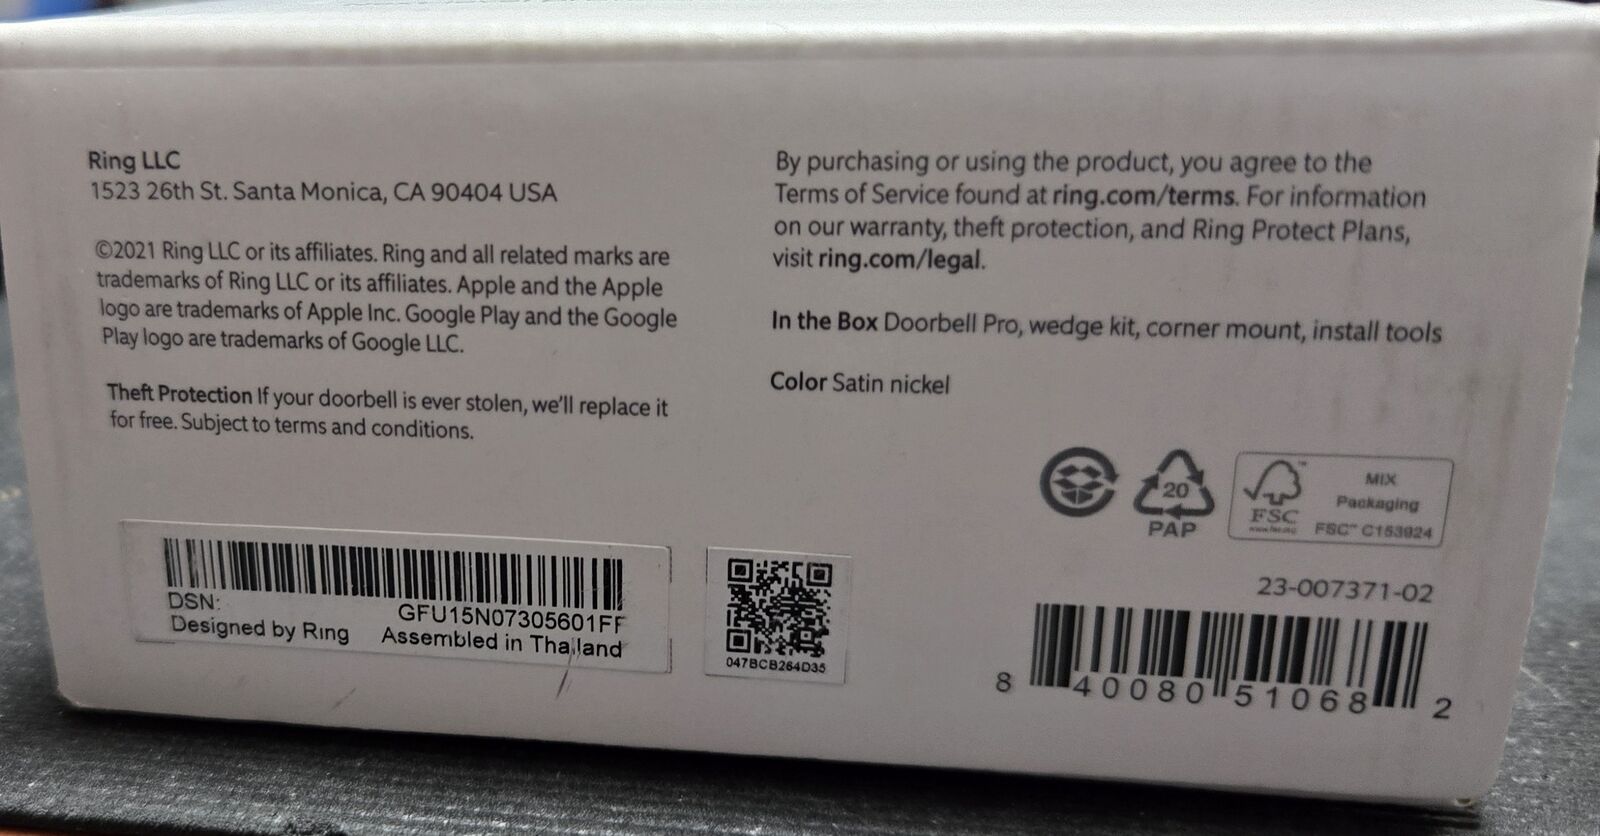 Ring LLC
1523 26th St. Santa Monica, CA 90404 USA
©2021 Ring LLC or its affiliates. Ring and all related marks are
trademarks of Ring LLC or its affiliates. Apple and the Apple
logo are trademarks of Apple Inc. Google Play and the Google
Play logo are trademarks of Google LLC.
Theft Protection If your doorbell is ever stolen, we'll replace it
for free. Subject to terms and conditions.
DSN:
GFU15N07305601FF
Designed by Ring Assembled in Thailand
047BCB264D35
By purchasing or using the product, you agree to the
Terms of Service found at ring.com/terms. For information
on our warranty, theft protection, and Ring Protect Plans,
visit ring.com/legal.
In the Box Doorbell Pro, wedge kit, corner mount, install tools
Color Satin nickel
20
PAP
FSC
MIX
Packaging
FSC™ C153924
23-007371-02
8 40080 51068 2